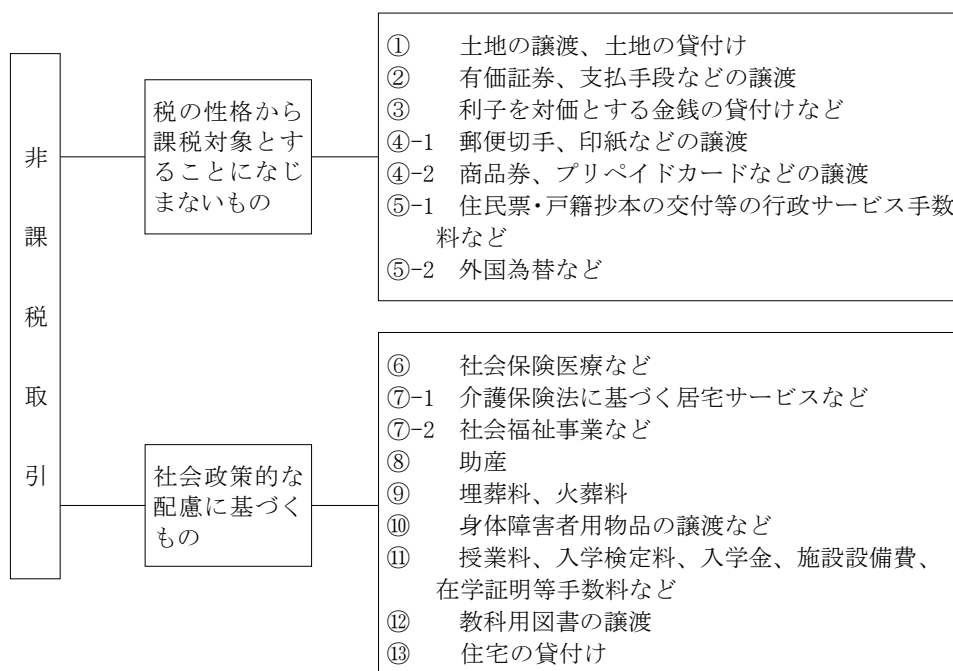 非課税取引
税の性格から
課税対象とす
ることになじ
まないもの
① 土地の譲渡、土地の貸付け
② 有価証券、支払手段などの譲渡
③ 利子を対価とする金銭の貸付けなど
④-1 郵便切手、印紙などの譲渡
④-2 商品券、プリペイドカードなどの譲渡
⑤-1 住民票・戸籍抄本の交付等の行政サービス手数
料など
⑤-2 外国為替など
社会政策的な
配慮に基づく
もの
⑥ 社会保険医療など
⑦-1 介護保険法に基づく居宅サービスなど
⑦-2 社会福祉事業など
⑧ 助産
⑨ 埋葬料、火葬料
⑩ 身体障害者用物品の譲渡など
⑪ 授業料、入学検定料、入学金、施設設備費、
在学証明等手数料など
⑫ 教科用図書の譲渡
⑬ 住宅の貸付け